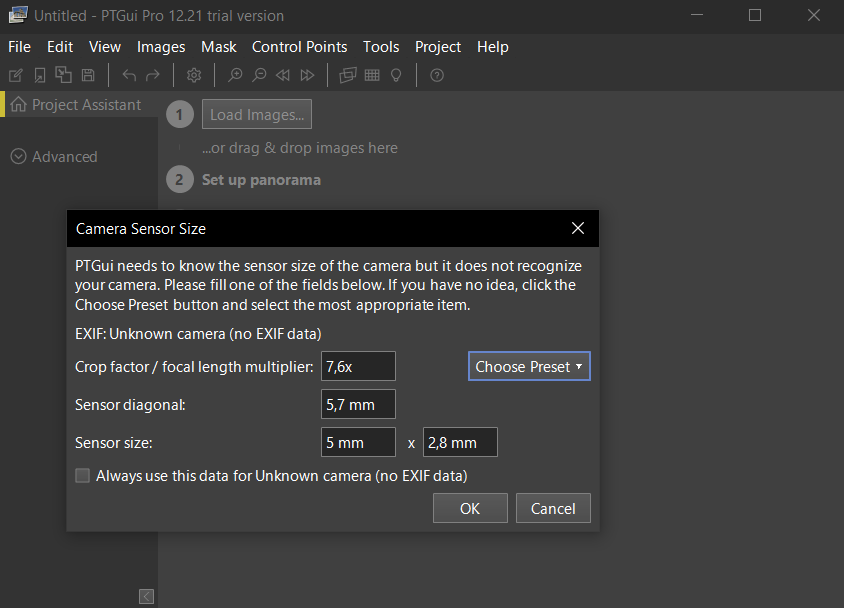 Untitled - PTGui Pro 12.21 trial version
File Edit View Images Mask Control Points Tools Project Help
Project Assistant
Advanced
1 Load Images...
...or drag & drop images here
2 Set up panorama
Camera Sensor Size
PTGui needs to know the sensor size of the camera but it does not recognize
your camera. Please fill one of the fields below. If you have no idea, click the
Choose Preset button and select the most appropriate item.
EXIF: Unknown camera (no EXIF data)
Crop factor / focal length multiplier: 7,6x Choose Preset
Sensor diagonal: 5,7 mm
Sensor size: 5 mm x 2,8 mm
Always use this data for Unknown camera (no EXIF data)
OK Cancel